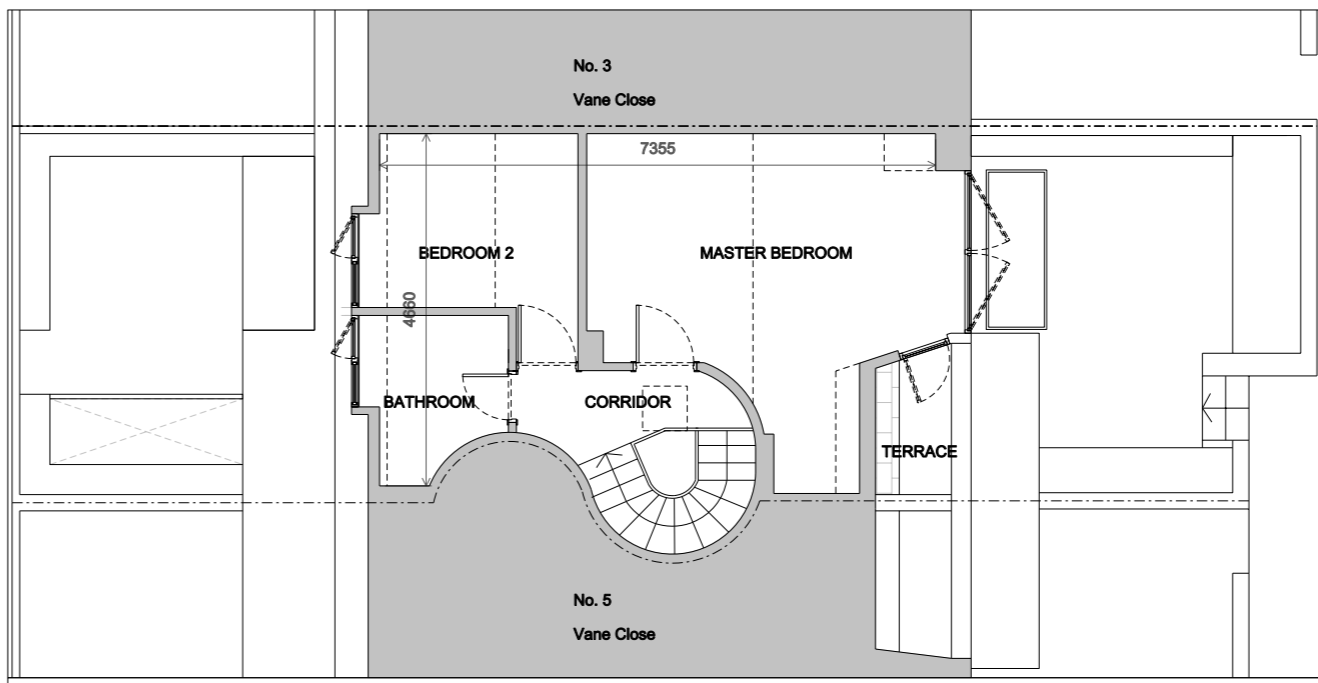 No. 3
Vane Close
7355
BEDROOM 2
MASTER BEDROOM
4660
BATHROOM
CORRIDOR
TERRACE
No. 5
Vane Close